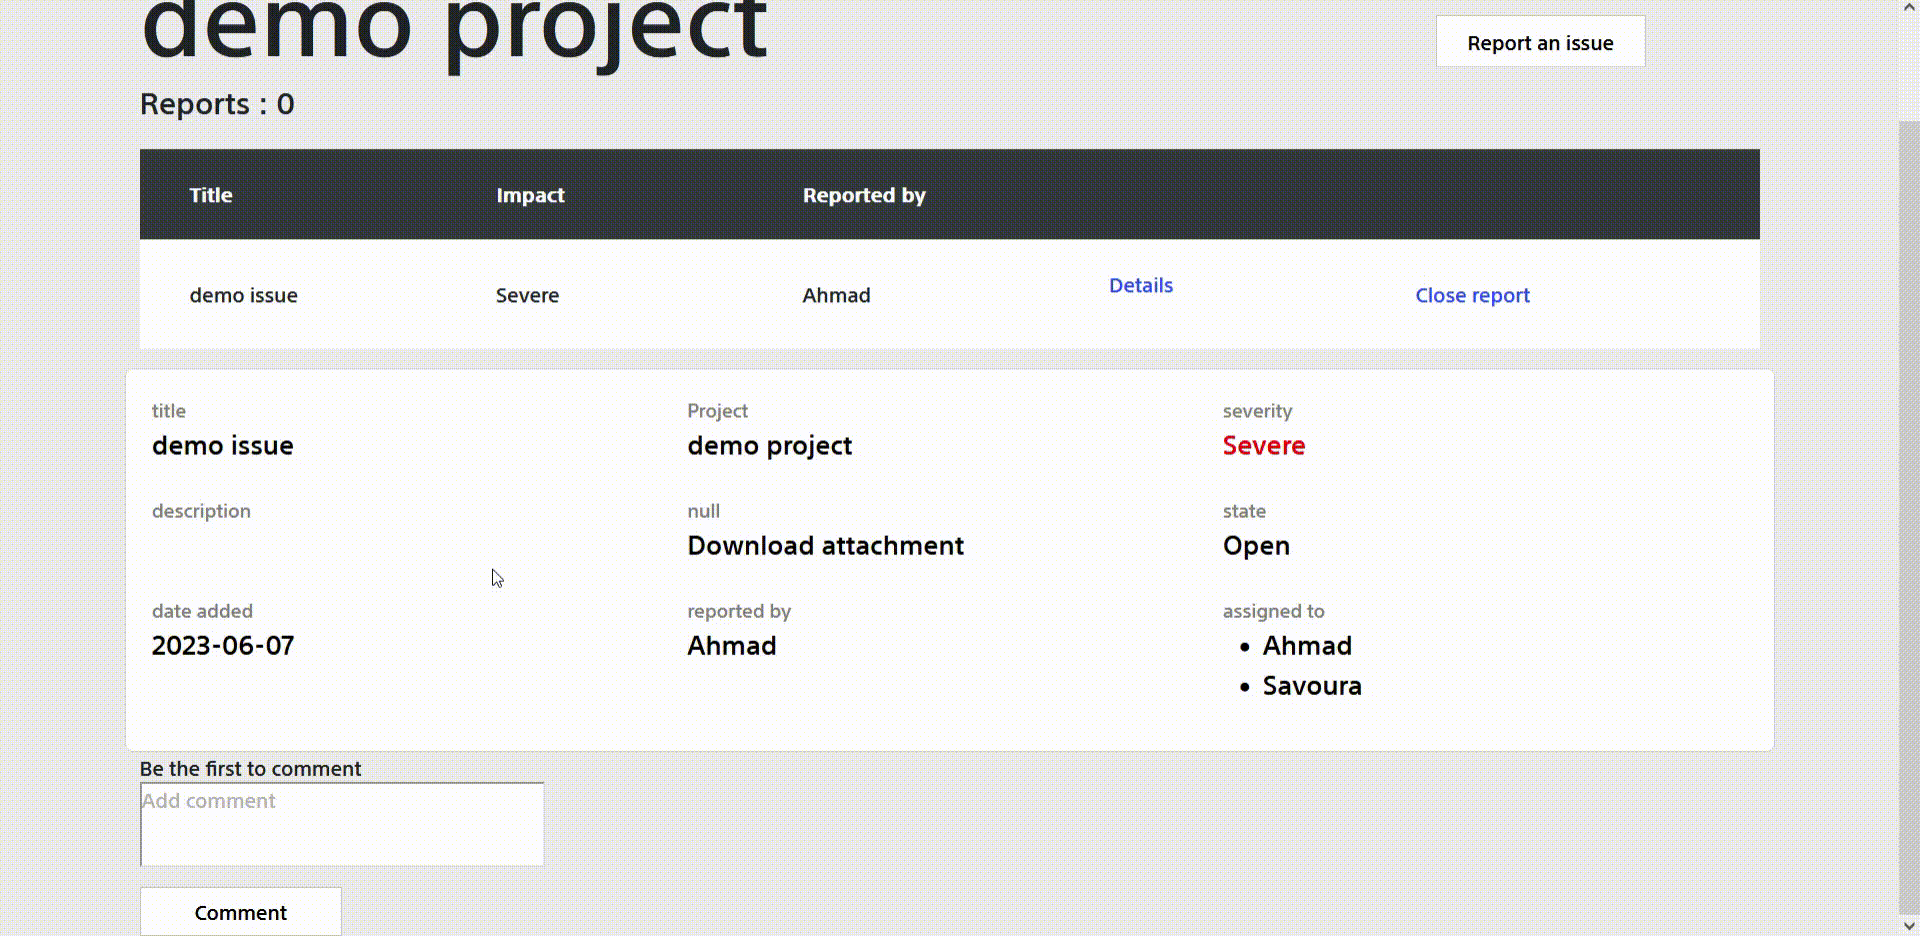 demo project
Report an issue
Reports : 0
Title Impact Reported by
demo issue Severe Ahmad Details Close report
title Project severity
demo issue demo project Severe
description null state
Download attachment Open
date added reported by assigned to
2023-06-07 Ahmad • Ahmad
• Savoura
Be the first to comment
Add comment
Comment